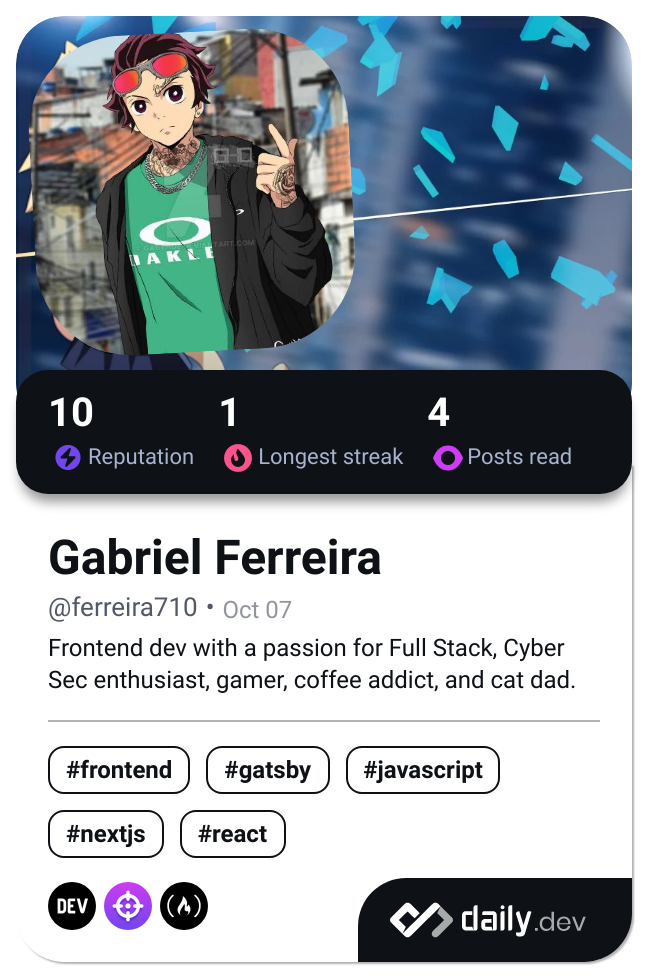 OAKLE
10
1
4
Reputation
Longest streak
Posts read
Gabriel Ferreira
@ferreira710 • Oct 07
Frontend dev with a passion for Full Stack, Cyber
Sec enthusiast, gamer, coffee addict, and cat dad.
#frontend
#gatsby
#javascript
#nextjs
#react
DEV
daily.dev